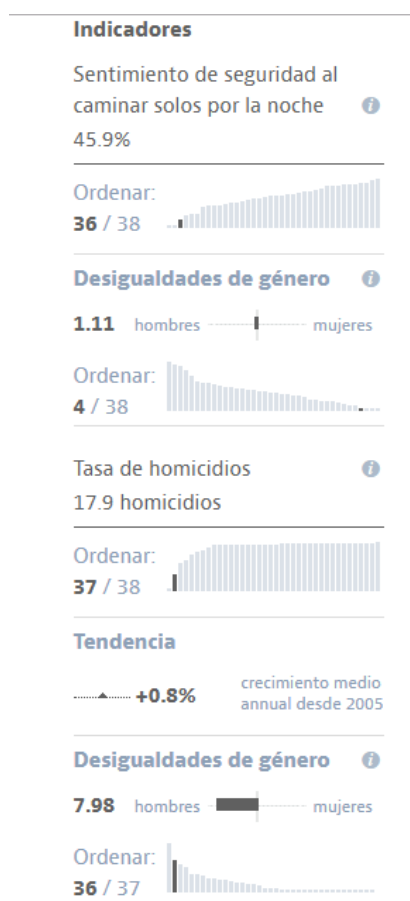 Indicadores
Sentimiento de seguridad al
caminar solos por la noche
45.9%
Ordenar:
36 / 38
Desigualdades de género
1.11 hombres mujeres
Ordenar:
4 / 38
Tasa de homicidios
17.9 homicidios
Ordenar:
37 / 38
Tendencia
+0.8%
crecimiento medio
annual desde 2005
Desigualdades de género
7.98 hombres mujeres
Ordenar:
36 / 37